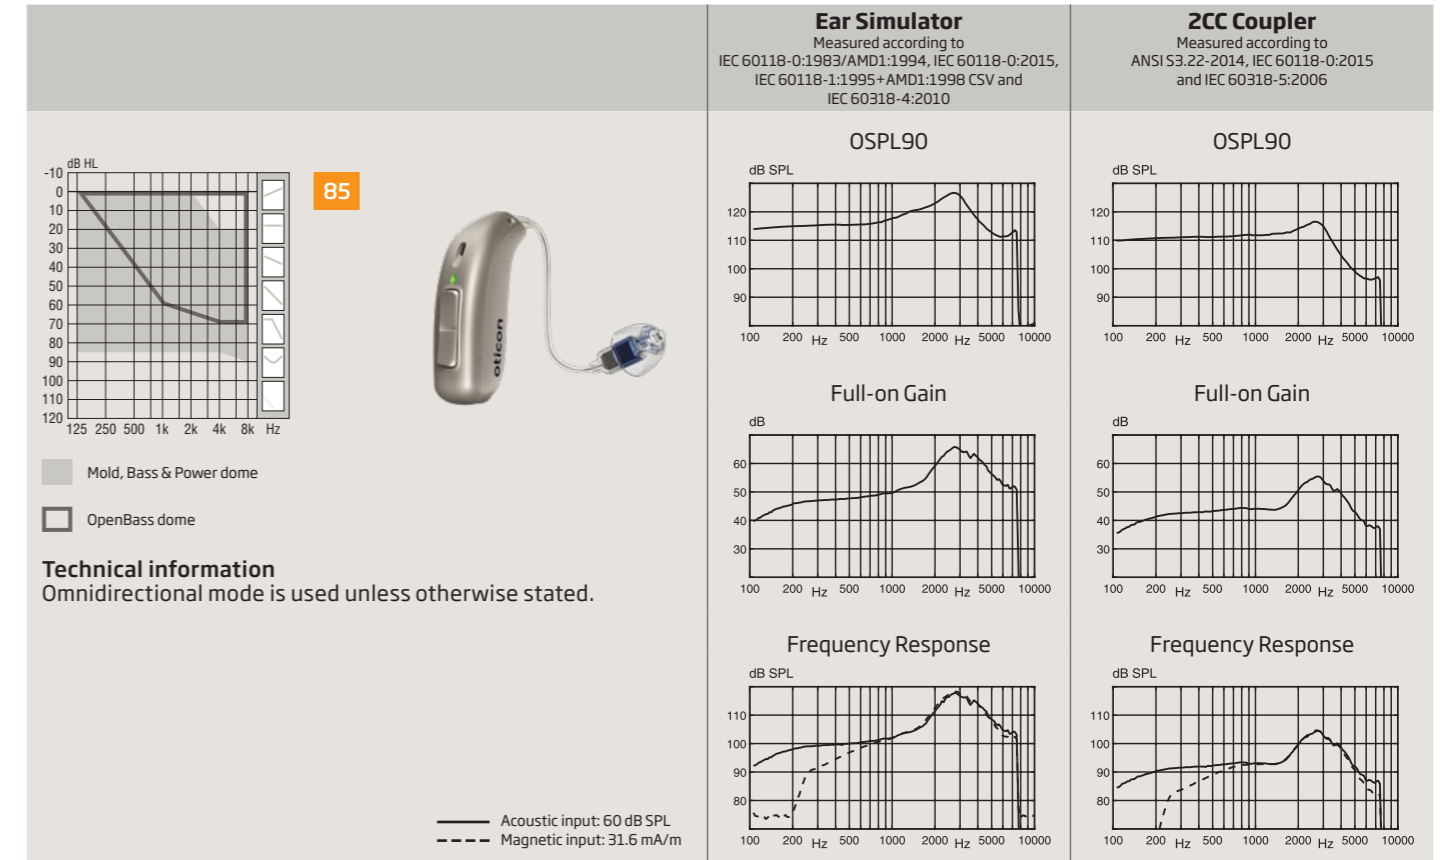 Ear Simulator
Measured according to
IEC 60118-0:1983/AMD1:1994, IEC 60118-0:2015,
IEC 60118-1:1995+AMD1:1998 CSV and
IEC 60318-4:2010
2CC Coupler
Measured according to
ANSI S3.22-2014, IEC 60118-0:2015
and IEC 60318-5:2006
dB HL
-10
0
10
20
30
40
50
60
70
80
90
100
110
120
125 250 500 1k 2k 4k 8k Hz
85
oticon
Mold, Bass & Power dome
OpenBass dome
Technical information
Omnidirectional mode is used unless otherwise stated.
Acoustic input: 60 dB SPL
Magnetic input: 31.6 mA/m
OSPL90
dB SPL
120
110
100
90
100 200 Hz 500 1000 2000 Hz 5000 10000
Full-on Gain
dB
60
50
40
30
100 200 Hz 500 1000 2000 Hz 5000 10000
Frequency Response
dB SPL
110
100
90
80
100 200 Hz 500 1000 2000 Hz 5000 10000
OSPL90
dB SPL
120
110
100
90
100 200 Hz 500 1000 2000 Hz 5000 10000
Full-on Gain
dB
60
50
40
30
100 200 Hz 500 1000 2000 Hz 5000 10000
Frequency Response
dB SPL
110
100
90
80
100 200 Hz 500 1000 2000 Hz 5000 10000